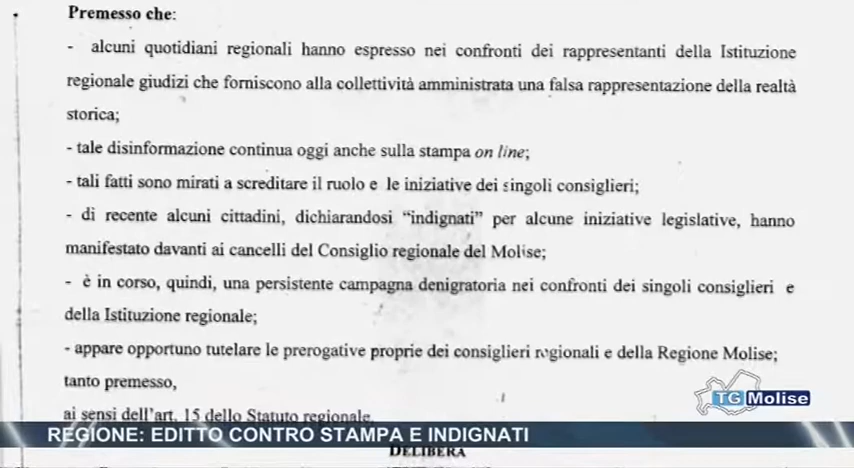 Premesso che:
- alcuni quotidiani regionali hanno espresso nei confronti dei rappresentanti della Istituzione
regionale giudizi che forniscono alla collettività amministrata una falsa rappresentazione della realtà
storica;
- tale disinformazione continua oggi anche sulla stampa on line;
- tali fatti sono mirati a screditare il ruolo e le iniziative dei singoli consiglieri;
- di recente alcuni cittadini, dichiarandosi “indignati” per alcune iniziative legislative, hanno
manifestato davanti ai cancelli del Consiglio regionale del Molise;
- è in corso, quindi, una persistente campagna denigratoria nei confronti dei singoli consiglieri e
della Istituzione regionale;
- appare opportuno tutelare le prerogative proprie dei consiglieri regionali e della Regione Molise;
tanto premesso,
ai sensi dell'art. 15 dello Statuto regionale,
TG Molise
REGIONE: EDITTO CONTRO STAMPA E INDIGNATI
DELIBERA